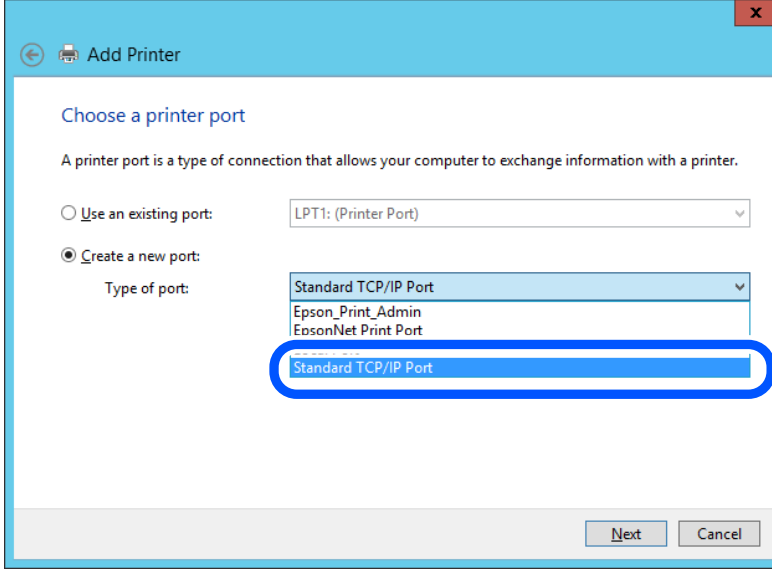 x
Add Printer
Choose a printer port
A printer port is a type of connection that allows your computer to exchange information with a printer.
Use an existing port: LPT1: (Printer Port)
Create a new port:
Type of port: Standard TCP/IP Port
Epson_Print_Admin
EpsonNet Print Port
Standard TCP/IP Port
Next Cancel